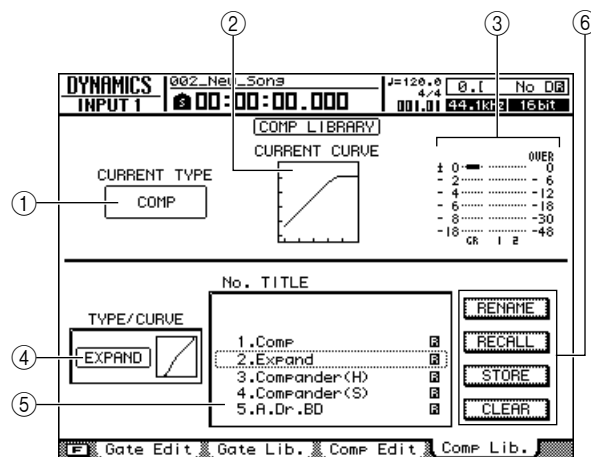 ② ③ ⑥
DYNAMICS 002_New_Song ♩=120.0 0.[ No DR
INPUT 1 S 00:00:00.000 4/4 001.01 44.1kHz 16bit
COMP LIBRARY
CURRENT CURVE
CURRENT TYPE
① COMP
OVER
± 0 0
- 2 - 6
- 4 -12
- 6 -18
- 8 -30
-18 -48
GR 1 2
No. TITLE
TYPE/CURVE
④ EXPAND
⑤
1.Comp R
2.Expand R
3.Compander(H) R
4.Compander(S) R
5.A.Dr.BD R
RENAME
RECALL
STORE
CLEAR
F Gate Edit Gate Lib. Comp Edit Comp Lib.